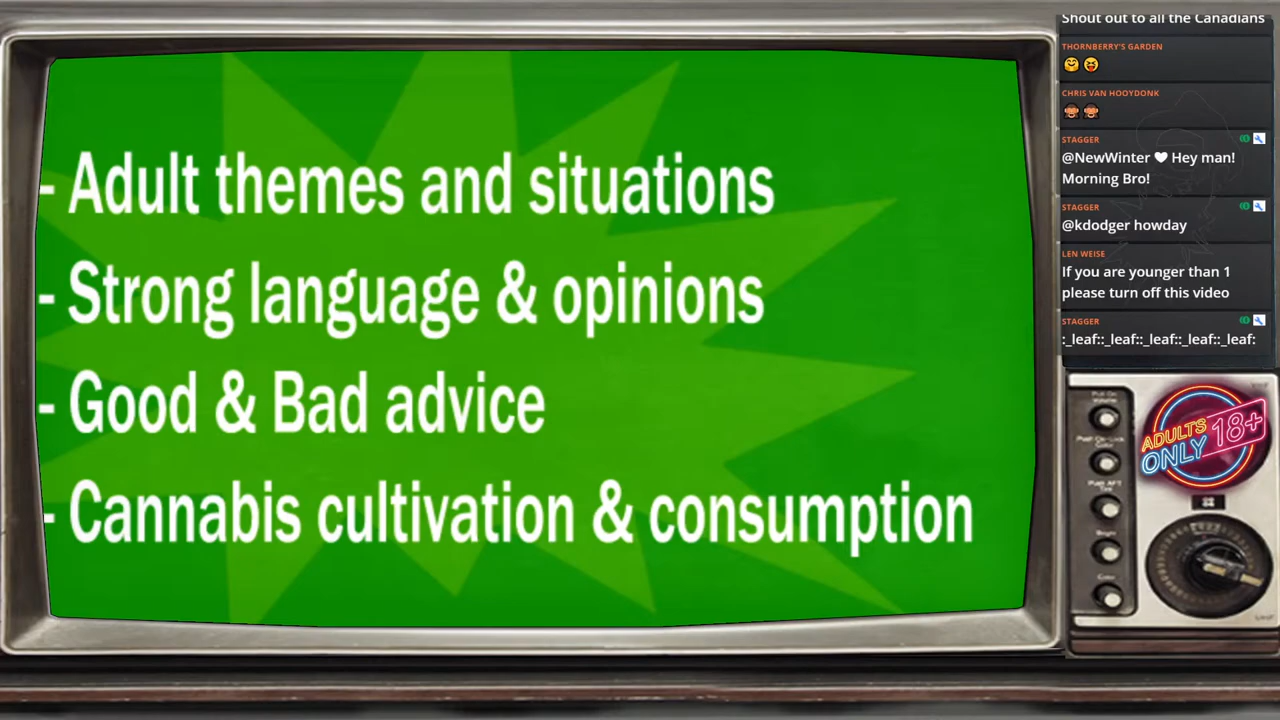 - Adult themes and situations
- Strong language & opinions
- Good & Bad advice
- Cannabis cultivation & consumption
Shout out to all the Canadians
THORNBERRY'S GARDEN
CHRIS VAN HOOYDONK
STAGGER
@NewWinter 🤍 Hey man!
Morning Bro!
STAGGER
@kdodger howday
LEN WEISE
If you are younger than 1
please turn off this video
STAGGER
:_leaf::_leaf::_leaf::_leaf::_leaf:
ADULTS
ONLY 18+